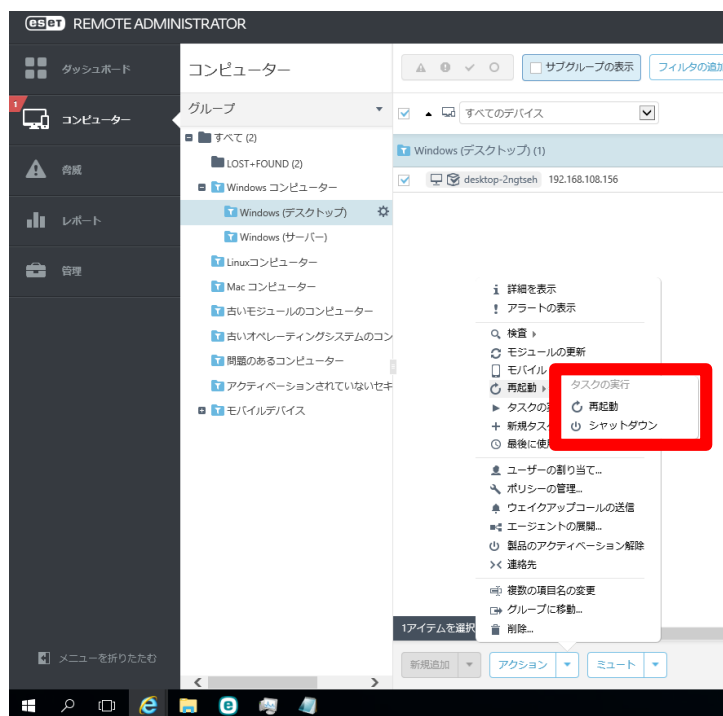 eset REMOTE ADMINISTRATOR
ダッシュボード
1
コンピューター
脅威
レポート
管理
メニューを折りたたむ
コンピューター
グループ
すべて (2)
LOST+FOUND (2)
Windows コンピューター
Windows (デスクトップ)
Windows (サーバー)
Linuxコンピューター
Mac コンピューター
古いモジュールのコンピューター
古いオペレーティングシステムのコン
問題のあるコンピューター
アクティベーションされていないセキ
モバイルデバイス
サブグループの表示
フィルタの追加
すべてのデバイス
Windows (デスクトップ) (1)
desktop-2ngtseh 192.168.108.156
詳細を表示
アラートの表示
検査
モジュールの更新
モバイル
再起動
タスクの
新規タス
最後に使
タスクの実行
再起動
シャットダウン
ユーザーの割り当て...
ポリシーの管理...
ウェイクアップコールの送信
エージェントの展開...
製品のアクティベーション解除
連絡先
複数の項目名の変更
グループに移動...
削除...
1アイテムを選択
新規追加
アクション
ミュート